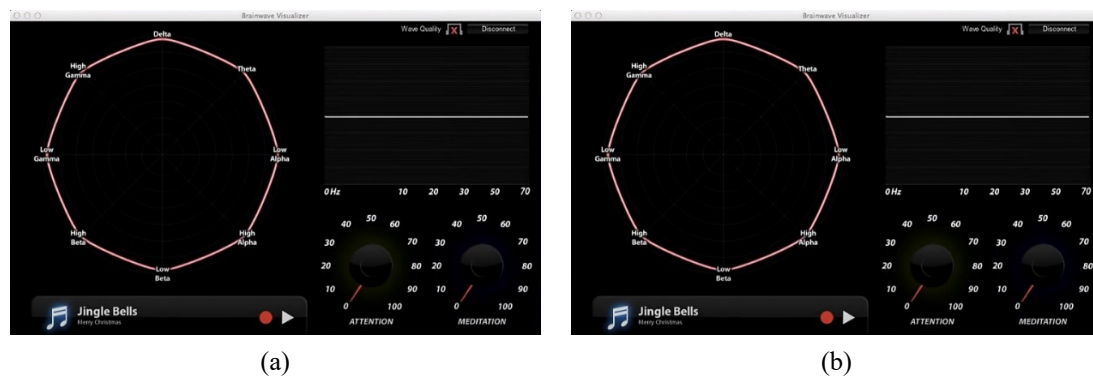 Brainwave Visualizer
Wave Quality X Disconnect
Delta
High Gamma
Theta
Low Gamma
Low Alpha
High Beta
High Alpha
Low Beta
0 Hz 10 20 30 50 70
0 10 20 30 40 50 60 70 80 90 100
ATTENTION
0 10 20 30 40 50 60 70 80 90 100
MEDITATION
Jingle Bells
Merry Christmas
(a)
Brainwave Visualizer
Wave Quality X Disconnect
Delta
High Gamma
Theta
Low Gamma
Low Alpha
High Beta
High Alpha
Low Beta
0 Hz 10 20 30 50 70
0 10 20 30 40 50 60 70 80 90 100
ATTENTION
0 10 20 30 40 50 60 70 80 90 100
MEDITATION
Jingle Bells
Merry Christmas
(b)